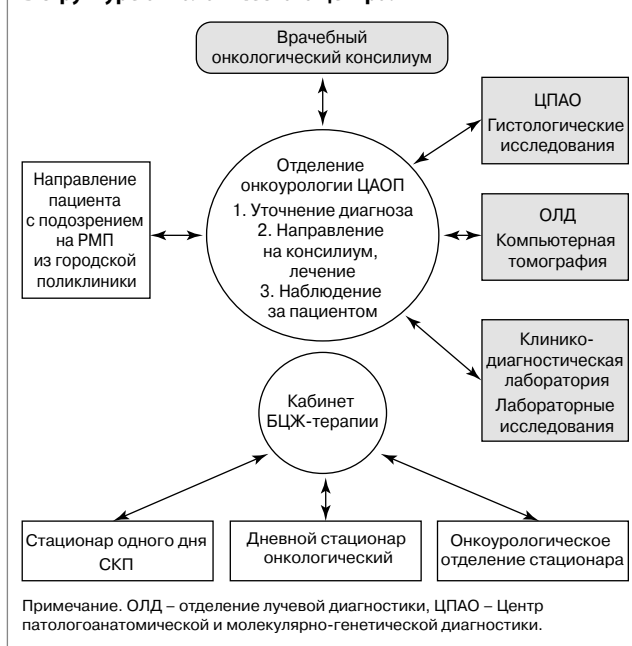 Врачебный
онкологический консилиум
ЦПАО
Гистологические
исследования
Направление
пациента
с подозрением
на РМП
из городской
поликлиники
Отделение
онкоурологии ЦАОП
1. Уточнение диагноза
2. Направление
на консилиум,
лечение
3. Наблюдение
за пациентом
ОЛД
Компьютерная
томография
Клинико-
диагностическая
лаборатория
Лабораторные
исследования
Кабинет
БЦЖ-терапии
Стационар одного дня
СКП
Дневной стационар
онкологический
Онкоурологическое
отделение стационара
Примечание. ОЛД – отделение лучевой диагностики, ЦПАО – Центр
патологоанатомической и молекулярно-генетической диагностики.